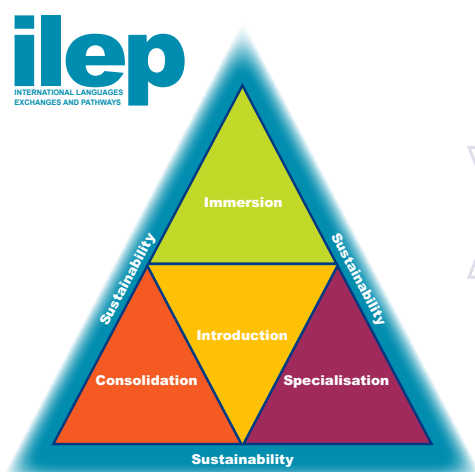 ilep
INTERNATIONAL LANGUAGES
EXCHANGES AND PATHWAYS
Immersion
Sustainability
Sustainability
Introduction
Consolidation
Specialisation
Sustainability